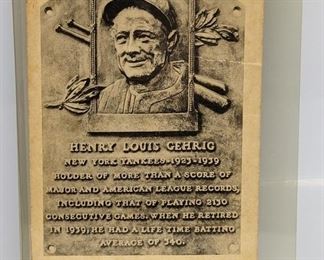 HENRY LOUIS GEHRIG
NEW YORK YANKEES-1923-1939
HOLDER OF MORE THAN A SCORE OF
MAJOR AND AMERICAN LEAGUE RECORDS,
INCLUDING THAT OF PLAYING 2130
CONSECUTIVE GAMES. WHEN HE RETIRED
IN 1939, HE HAD A LIFE TIME BATTING
AVERAGE OF 340.